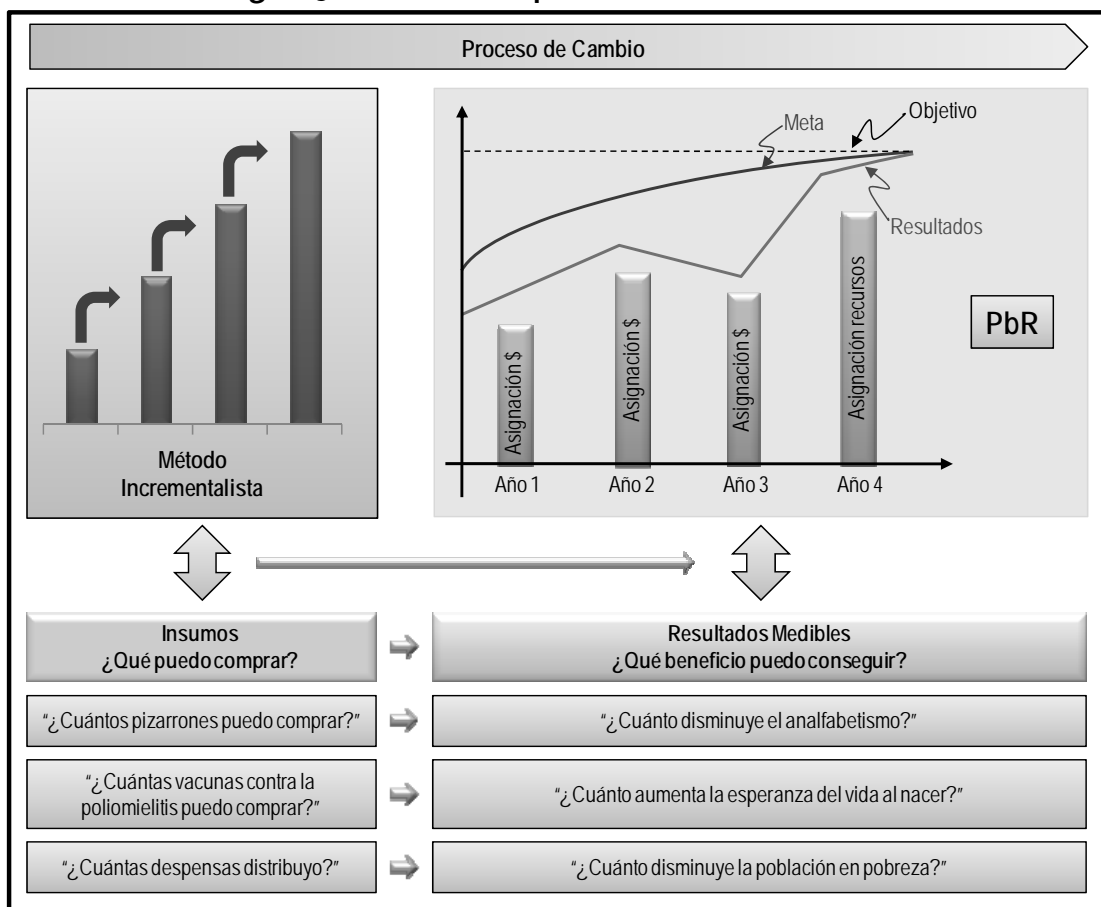 Proceso de Cambio
Método
Incrementalista
Meta
Objetivo
Resultados
Asignación $
Asignación $
Asignación $
Asignación recursos
Año 1
Año 2
Año 3
Año 4
PbR
Insumos
¿Qué puedo comprar?
Resultados Medibles
¿Qué beneficio puedo conseguir?
"¿Cuántos pizarrones puedo comprar?"
"¿Cuánto disminuye el analfabetismo?"
"¿Cuántas vacunas contra la
poliomielitis puedo comprar?"
"¿Cuánto aumenta la esperanza del vida al nacer?"
"¿Cuántas despensas distribuyo?"
"¿Cuánto disminuye la población en pobreza?"